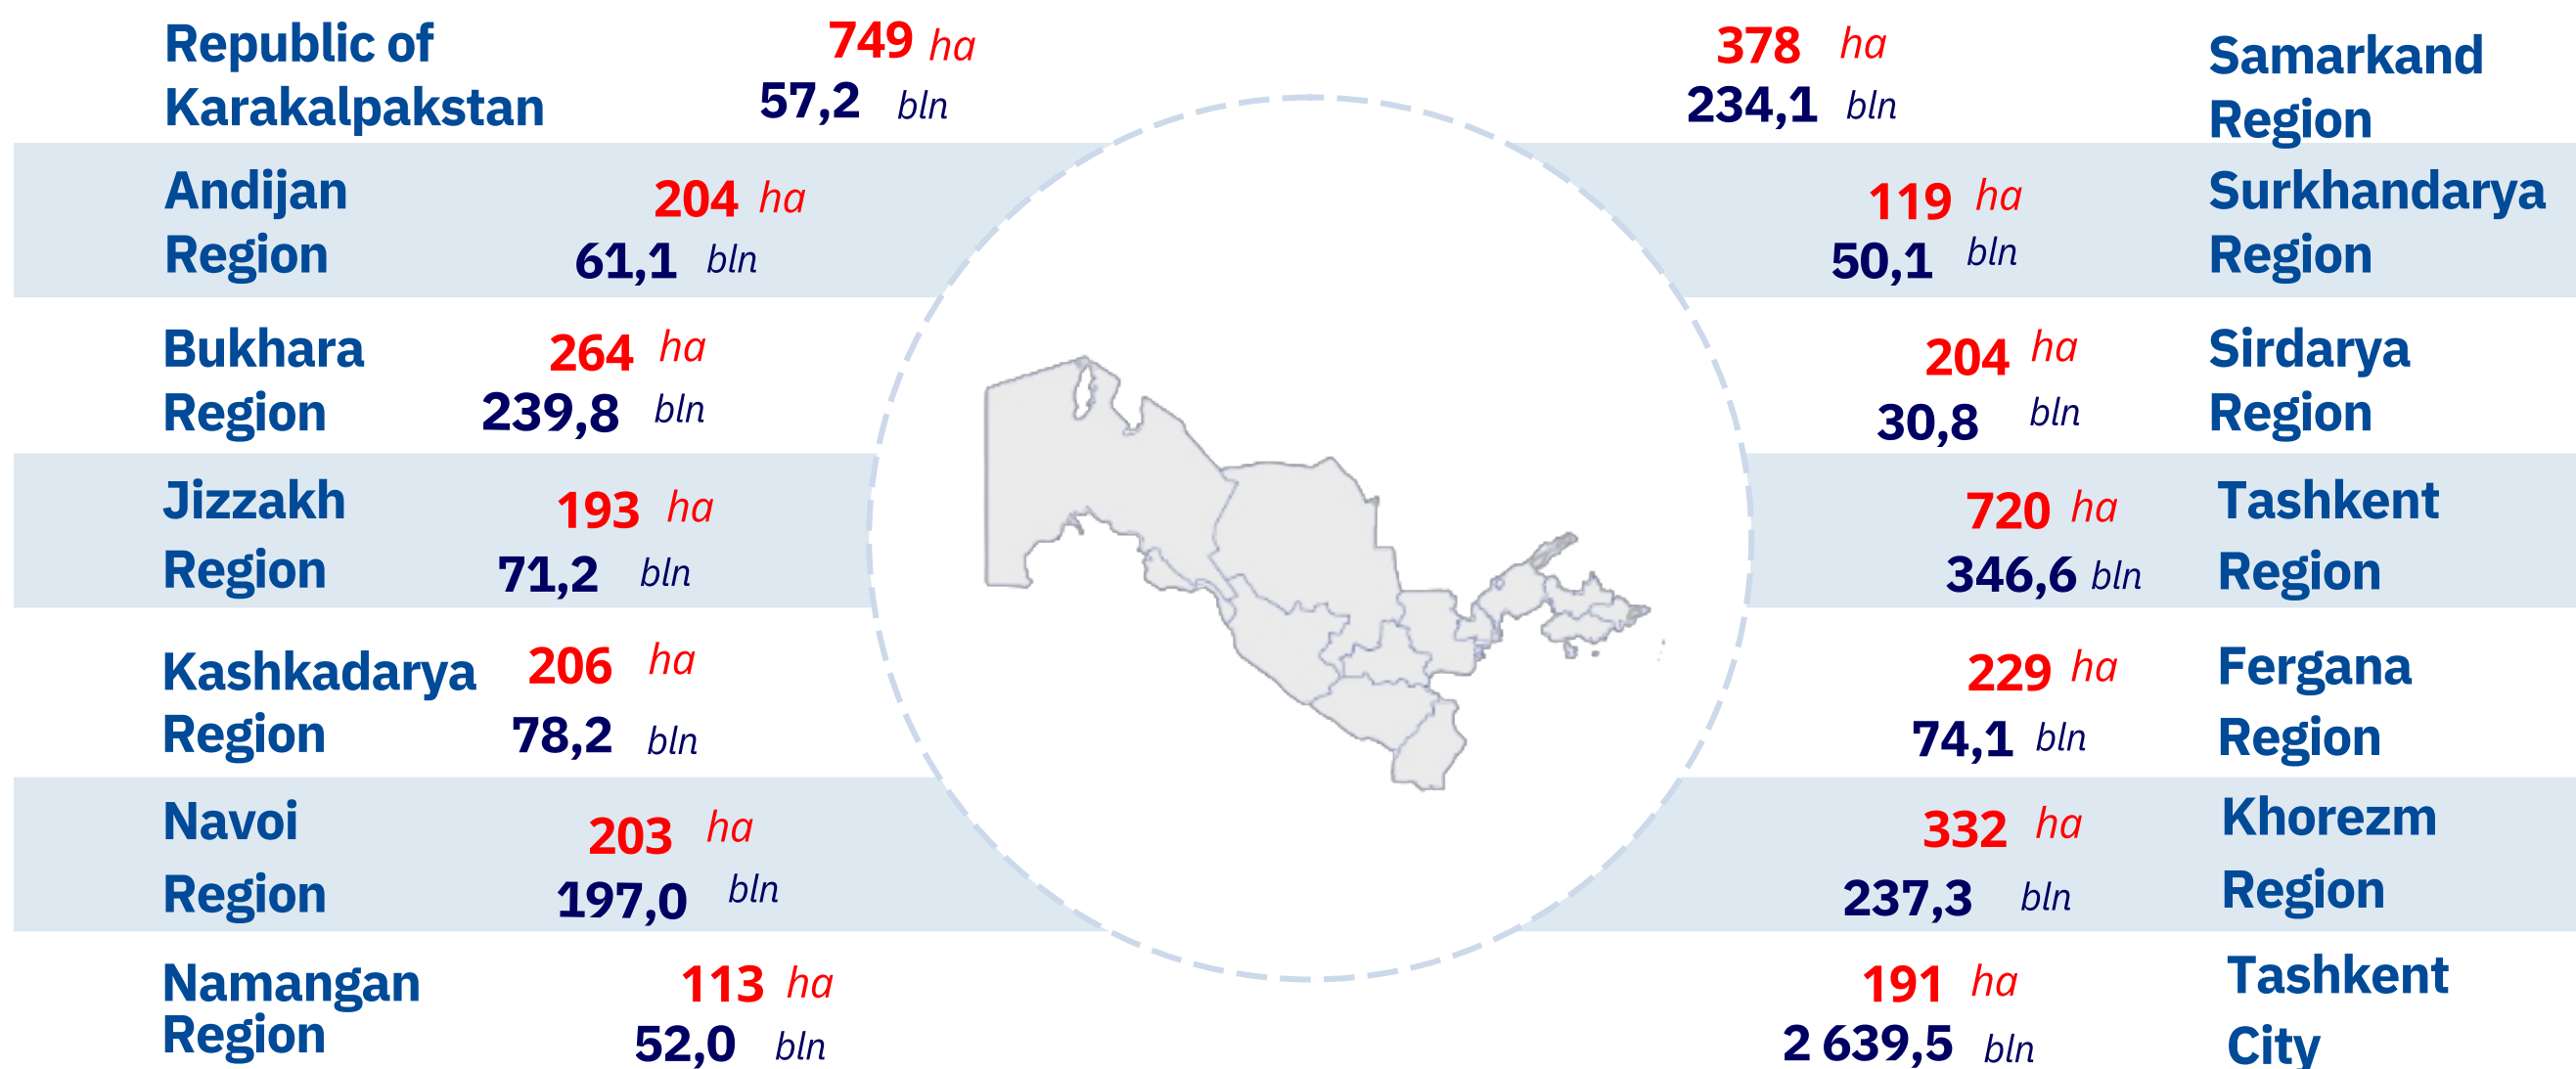 Republic of
Karakalpakstan
749 ha
57,2 bln
Andijan
Region
204 ha
61,1 bln
Bukhara
Region
264 ha
239,8 bln
Jizzakh
Region
193 ha
71,2 bln
Kashkadarya
Region
206 ha
78,2 bln
Navoi
Region
203 ha
197,0 bln
Namangan
Region
113 ha
52,0 bln
378 ha
234,1 bln
Samarkand
Region
119 ha
50,1 bln
Surkhandarya
Region
204 ha
30,8 bln
Sirdarya
Region
720 ha
346,6 bln
Tashkent
Region
229 ha
74,1 bln
Fergana
Region
332 ha
237,3 bln
Khorezm
Region
191 ha
2 639,5 bln
Tashkent
City